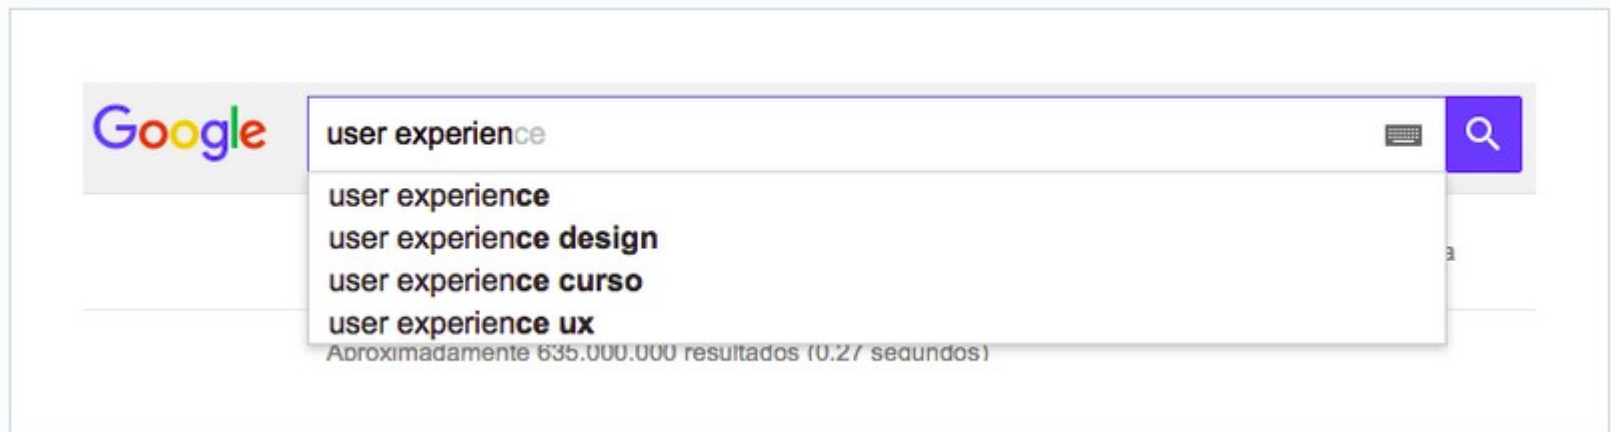 Google
user experience
user experience
user experience design
user experience curso
user experience ux
Aproximadamente 635.000.000 resultados (0.27 segundos)